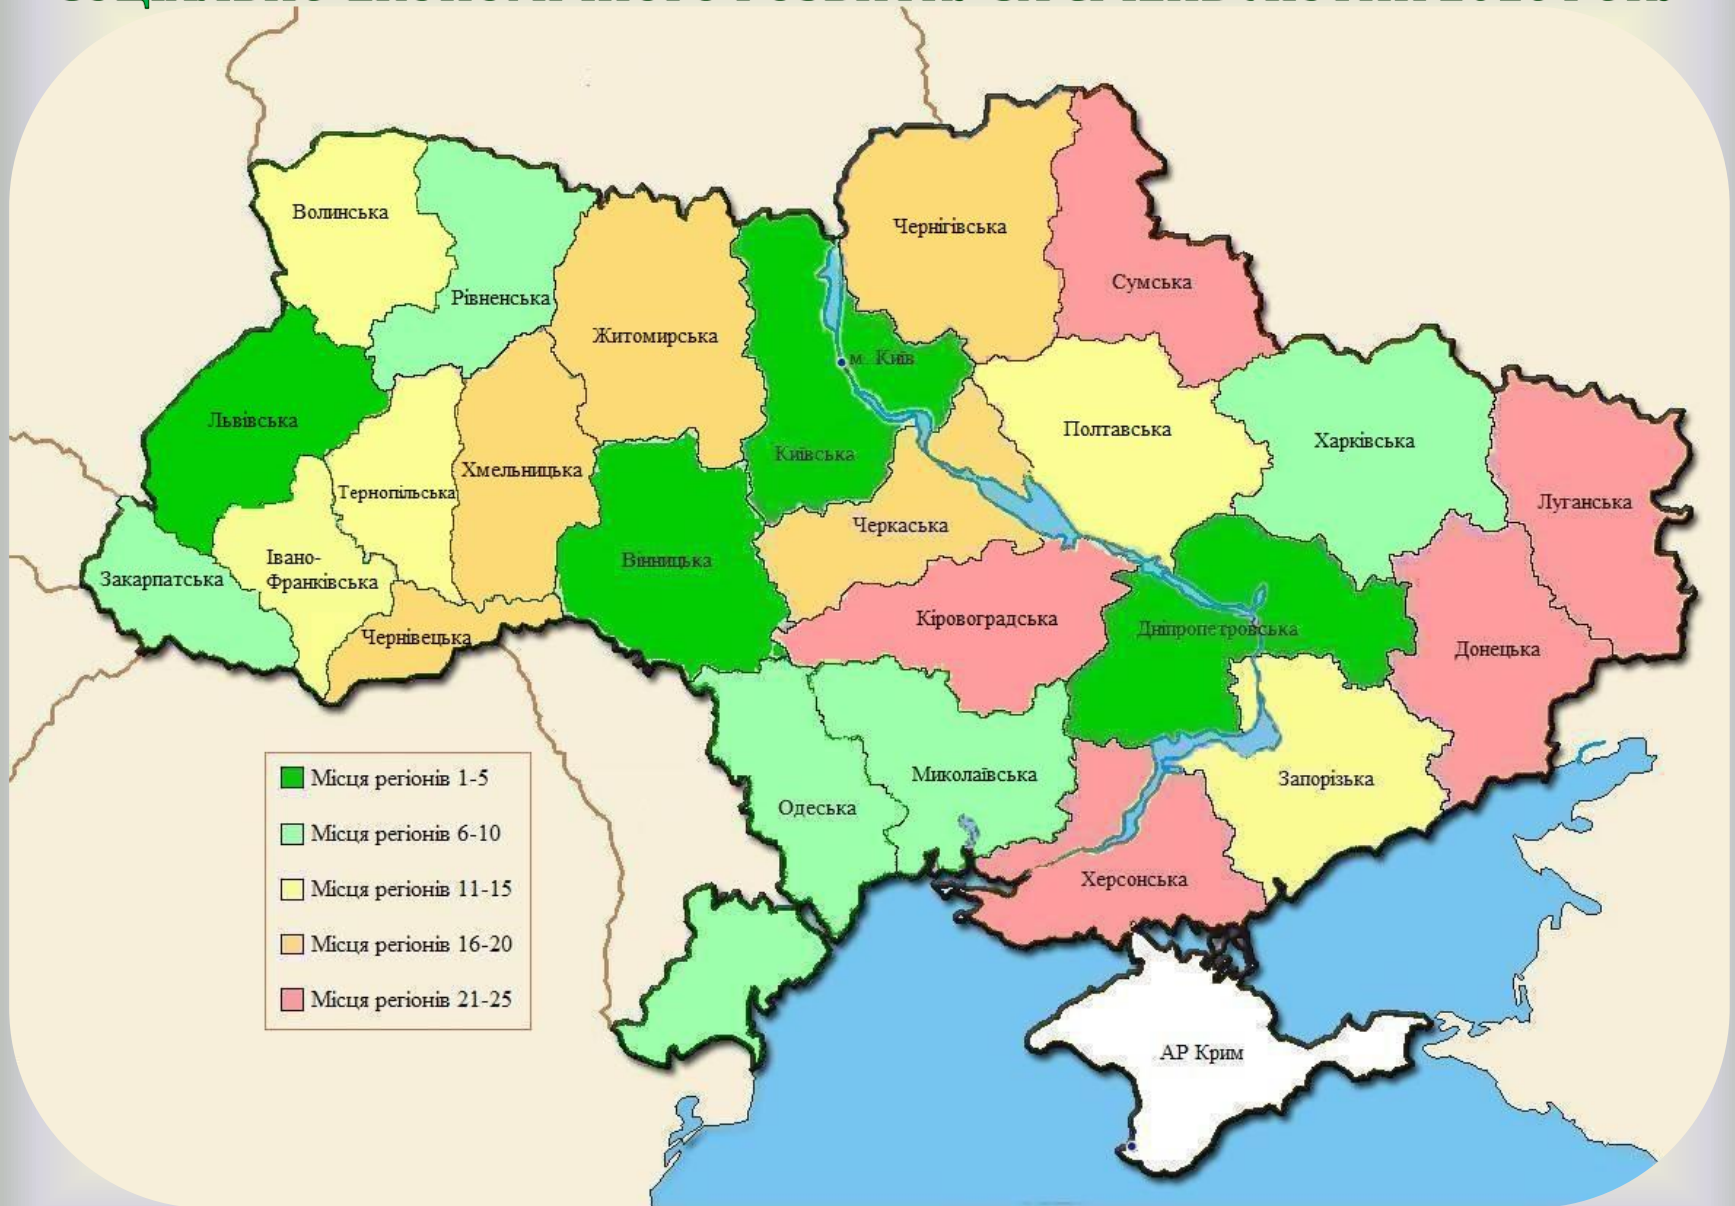 Волинська
Рівненська
Житомирська
Чернігівська
Сумська
м. Київ
Київська
Львівська
Тернопільська
Хмельницька
Вінницька
Черкаська
Полтавська
Харківська
Луганська
Закарпатська
Івано-
Франківська
Чернівецька
Кіровоградська
Дніпропетровська
Донецька
Одеська
Миколаївська
Запорізька
Херсонська
АР Крим
Місця регіонів 1-5
Місця регіонів 6-10
Місця регіонів 11-15
Місця регіонів 16-20
Місця регіонів 21-25